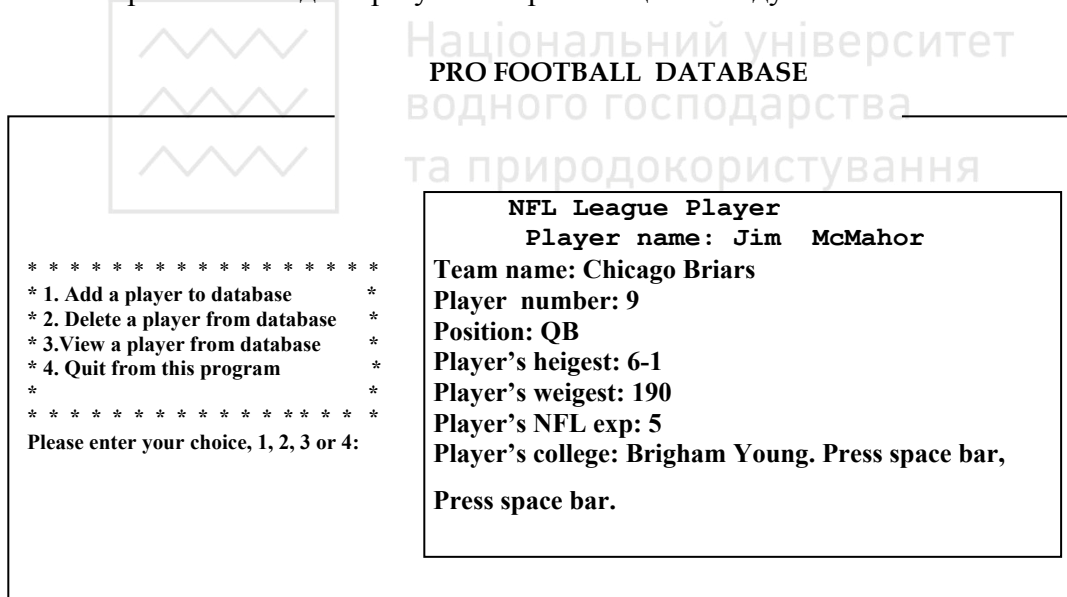 Національний університет
PRO FOOTBALL DATABASE
водного господарства
та природокористування
* * * * * * * * * * * * * * * * *
* 1. Add a player to database *
* 2. Delete a player from database *
* 3.View a player from database *
* 4. Quit from this program *
* *
* * * * * * * * * * * * * * * * *
Please enter your choice, 1, 2, 3 or 4:
NFL League Player
Player name: Jim McMahor
Team name: Chicago Briars
Player number: 9
Position: QB
Player’s heigest: 6-1
Player’s weigest: 190
Player’s NFL exp: 5
Player’s college: Brigham Young. Press space bar,
Press space bar.